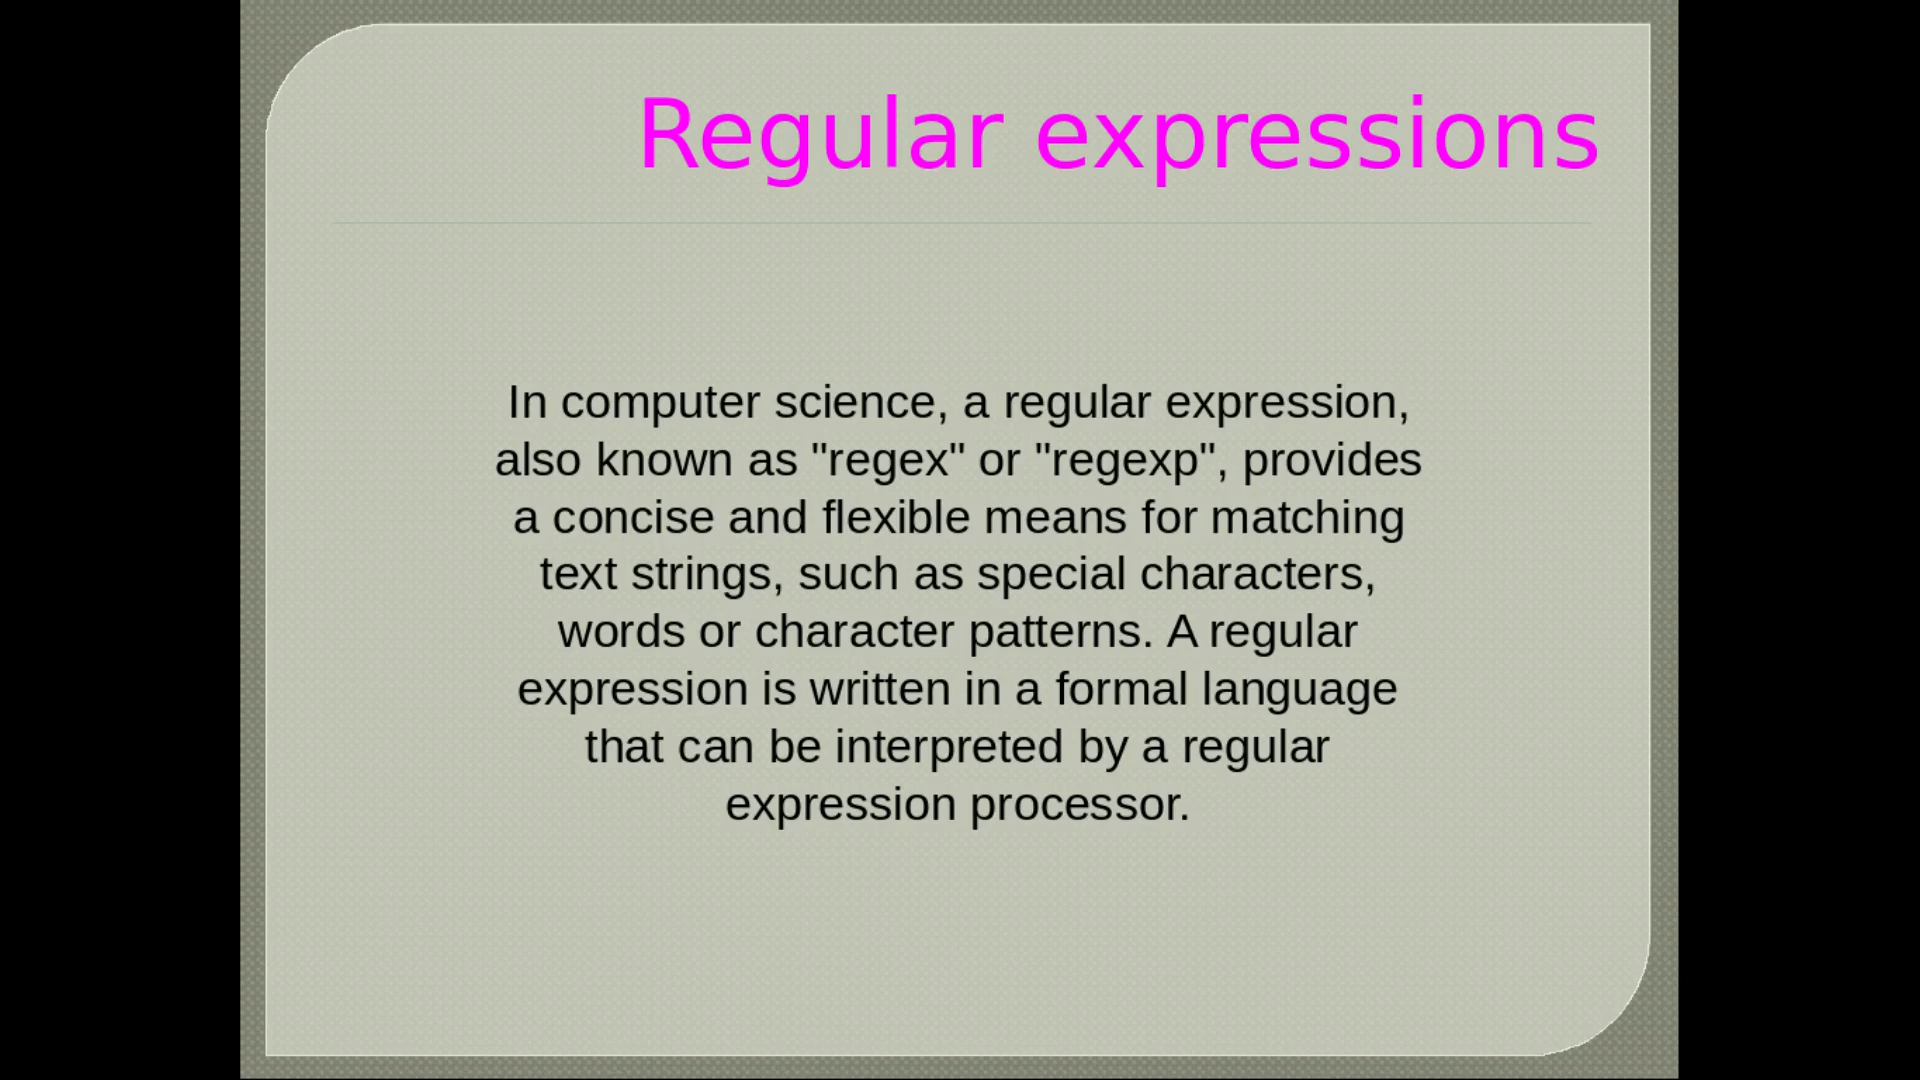 Regular expressions
In computer science, a regular expression,
also known as "regex" or "regexp", provides
a concise and flexible means for matching
text strings, such as special characters,
words or character patterns. A regular
expression is written in a formal language
that can be interpreted by a regular
expression processor.